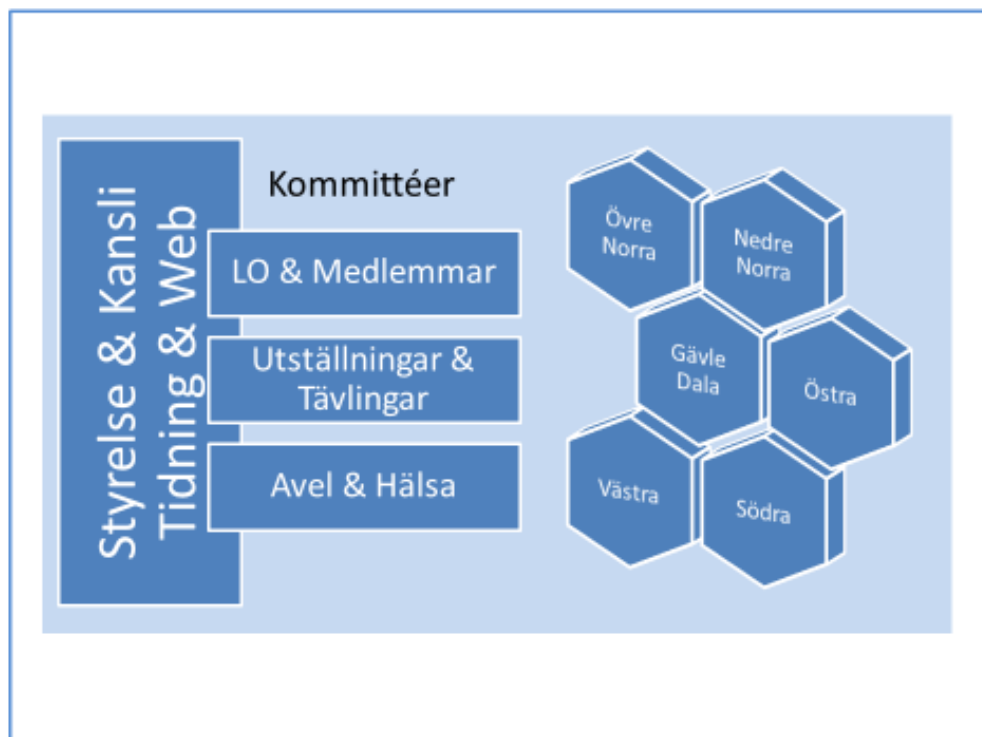 Styrelse & Kansli
Tidning & Web
Kommittéer
LO & Medlemmar
Utställningar &
Tävlingar
Avel & Hälsa
Övre
Norra
Nedre
Norra
Gävle
Dala
Östra
Västra
Södra